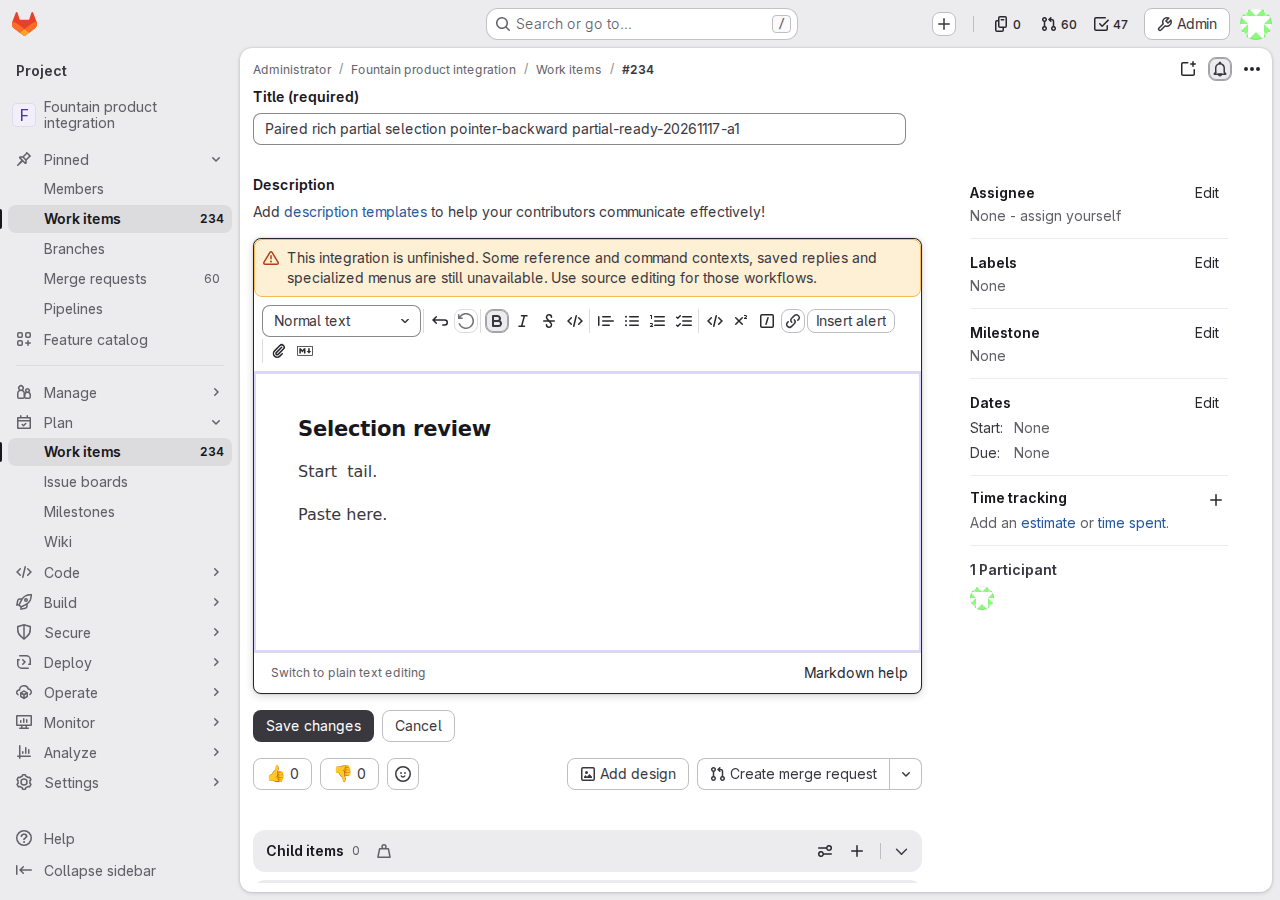 Search or go to...
/
0
60
47
Admin
Project
F
Fountain product
integration
Pinned
Members
Work items
234
Branches
Merge requests
60
Pipelines
Feature catalog
Manage
Plan
Work items
234
Issue boards
Milestones
Wiki
Code
Build
Secure
Deploy
Operate
Monitor
Analyze
Settings
Help
Collapse sidebar
Administrator / Fountain product integration / Work items / #234
Title (required)
Paired rich partial selection pointer-backward partial-ready-20261117-a1
Description
Add description templates to help your contributors communicate effectively!
This integration is unfinished. Some reference and command contexts, saved replies and
specialized menus are still unavailable. Use source editing for those workflows.
Normal text
Insert alert
Selection review
Start  tail.
Paste here.
Switch to plain text editing
Markdown help
Save changes
Cancel
👍 0
👎 0
Add design
Create merge request
Child items 0
Assignee
Edit
None - assign yourself
Labels
Edit
None
Milestone
Edit
None
Dates
Edit
Start: None
Due: None
Time tracking
Add an estimate or time spent.
1 Participant